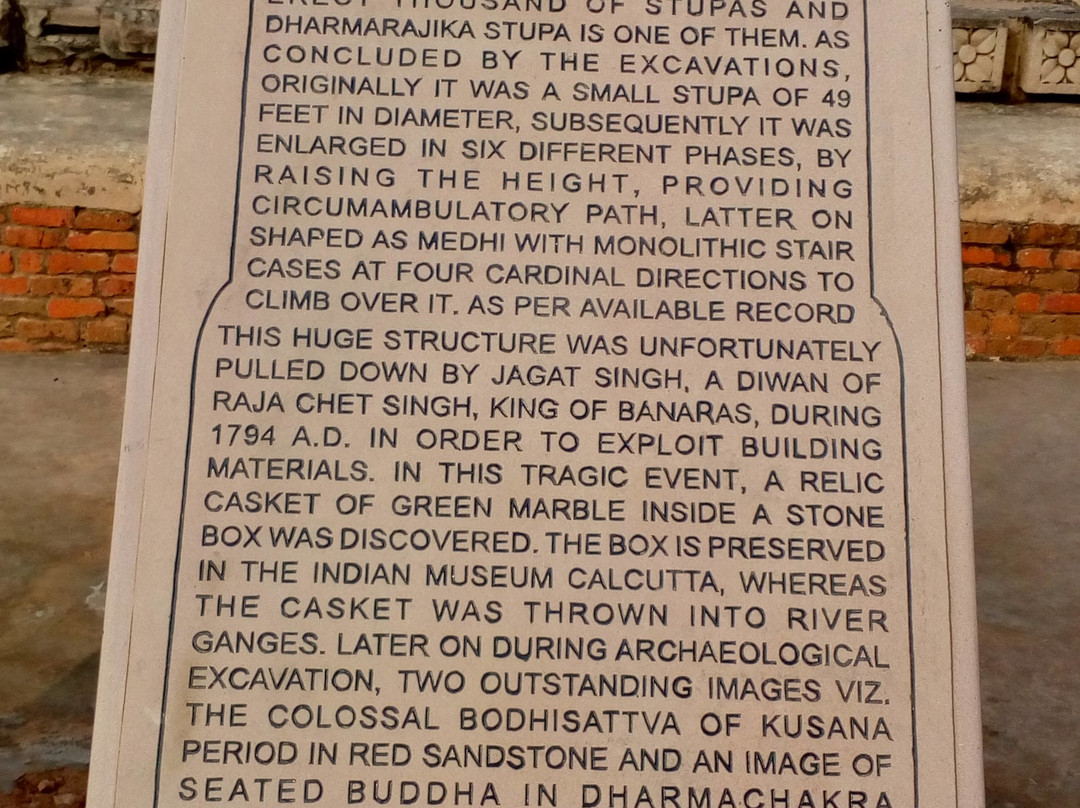 ERECT THOUSAND OF STUPAS AND
DHARMARAJIKA STUPA IS ONE OF THEM. AS
CONCLUDED BY THE EXCAVATIONS,
ORIGINALLY IT WAS A SMALL STUPA OF 49
FEET IN DIAMETER, SUBSEQUENTLY IT WAS
ENLARGED IN SIX DIFFERENT PHASES, BY
RAISING THE HEIGHT, PROVIDING
CIRCUMAMBULATORY PATH, LATTER ON
SHAPED AS MEDHI WITH MONOLITHIC STAIR
CASES AT FOUR CARDINAL DIRECTIONS TO
CLIMB OVER IT. AS PER AVAILABLE RECORD
THIS HUGE STRUCTURE WAS UNFORTUNATELY
PULLED DOWN BY JAGAT SINGH, A DIWAN OF
RAJA CHET SINGH, KING OF BANARAS, DURING
1794 A.D. IN ORDER TO EXPLOIT BUILDING
MATERIALS. IN THIS TRAGIC EVENT, A RELIC
CASKET OF GREEN MARBLE INSIDE A STONE
BOX WAS DISCOVERED. THE BOX IS PRESERVED
IN THE INDIAN MUSEUM CALCUTTA, WHEREAS
THE CASKET WAS THROWN INTO RIVER
GANGES. LATER ON DURING ARCHAEOLOGICAL
EXCAVATION, TWO OUTSTANDING IMAGES VIZ.
THE COLOSSAL BODHISATTVA OF KUSANA
PERIOD IN RED SANDSTONE AND AN IMAGE OF
SEATED BUDDHA IN DHARMACHAKRA